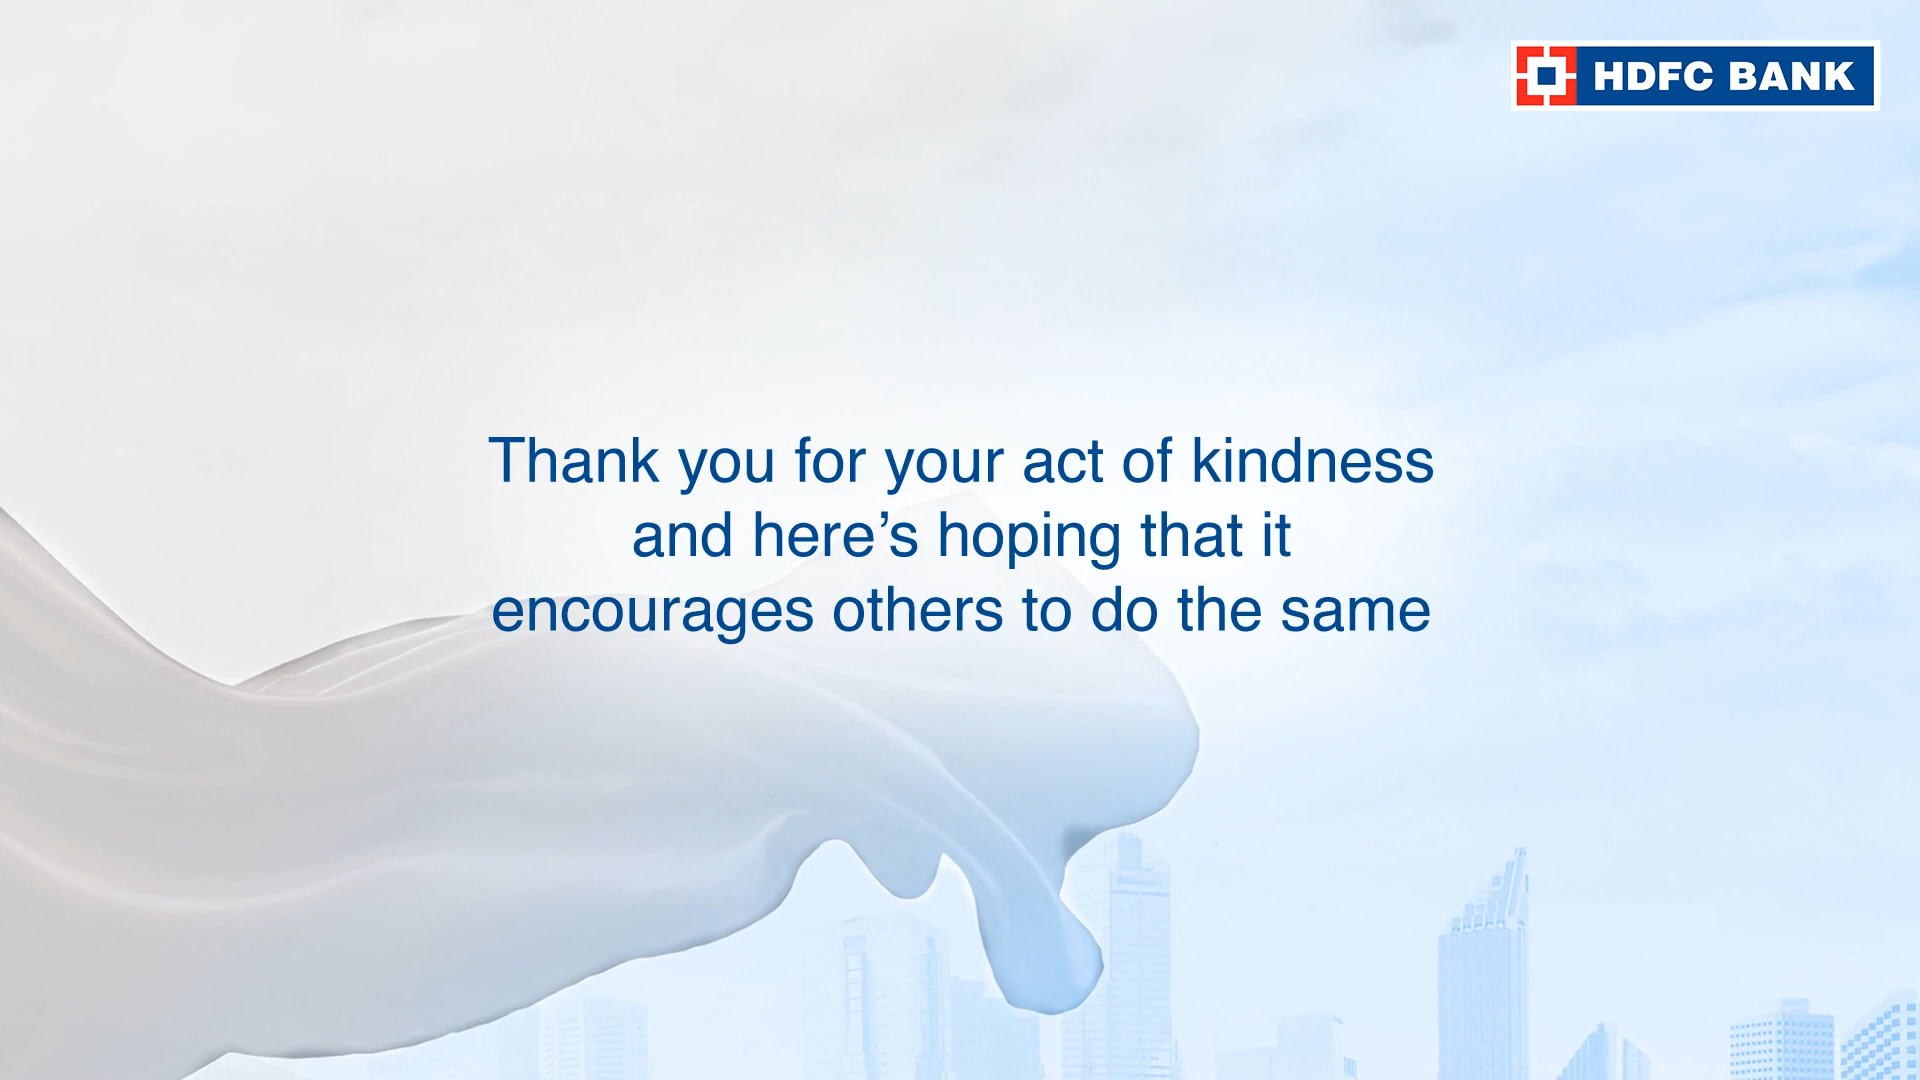 HDFC BANK
Thank you for your act of kindness
and here’s hoping that it
encourages others to do the same